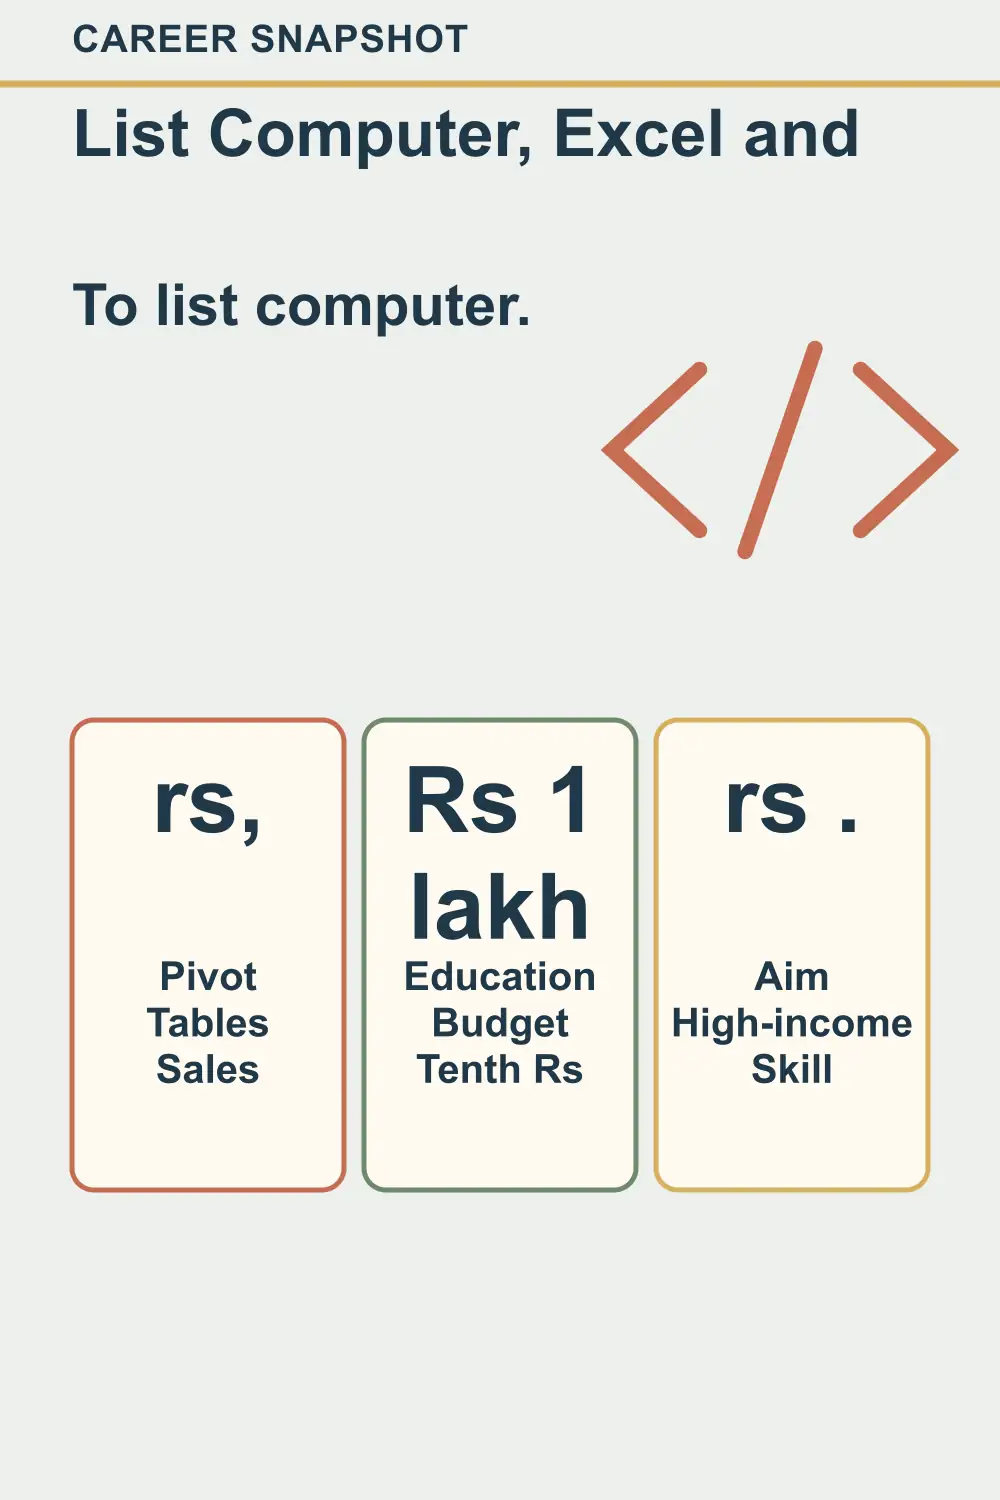 CAREER SNAPSHOT
List Computer, Excel and
To list computer.
</>
rs,
Pivot
Tables
Sales
Rs 1
lakh
Education
Budget
Tenth Rs
rs .
Aim
High-income
Skill